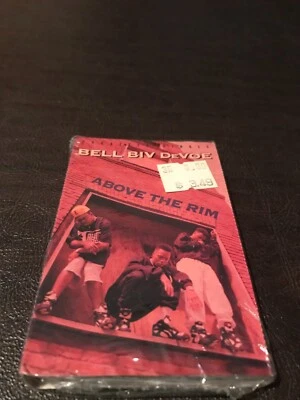 BELL BIV DeVOE
$ 3.49
ABOVE THE RIM